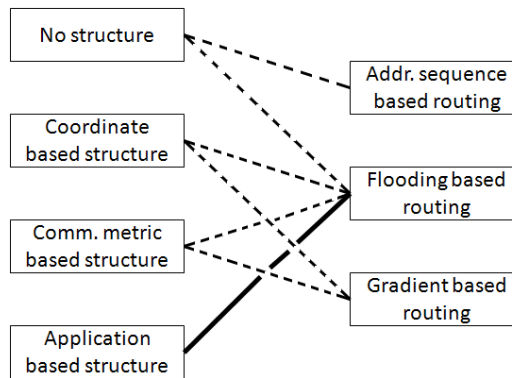 No structure
Addr. sequence
based routing
Coordinate
based structure
Flooding based
routing
Comm. metric
based structure
Gradient based
routing
Application
based structure